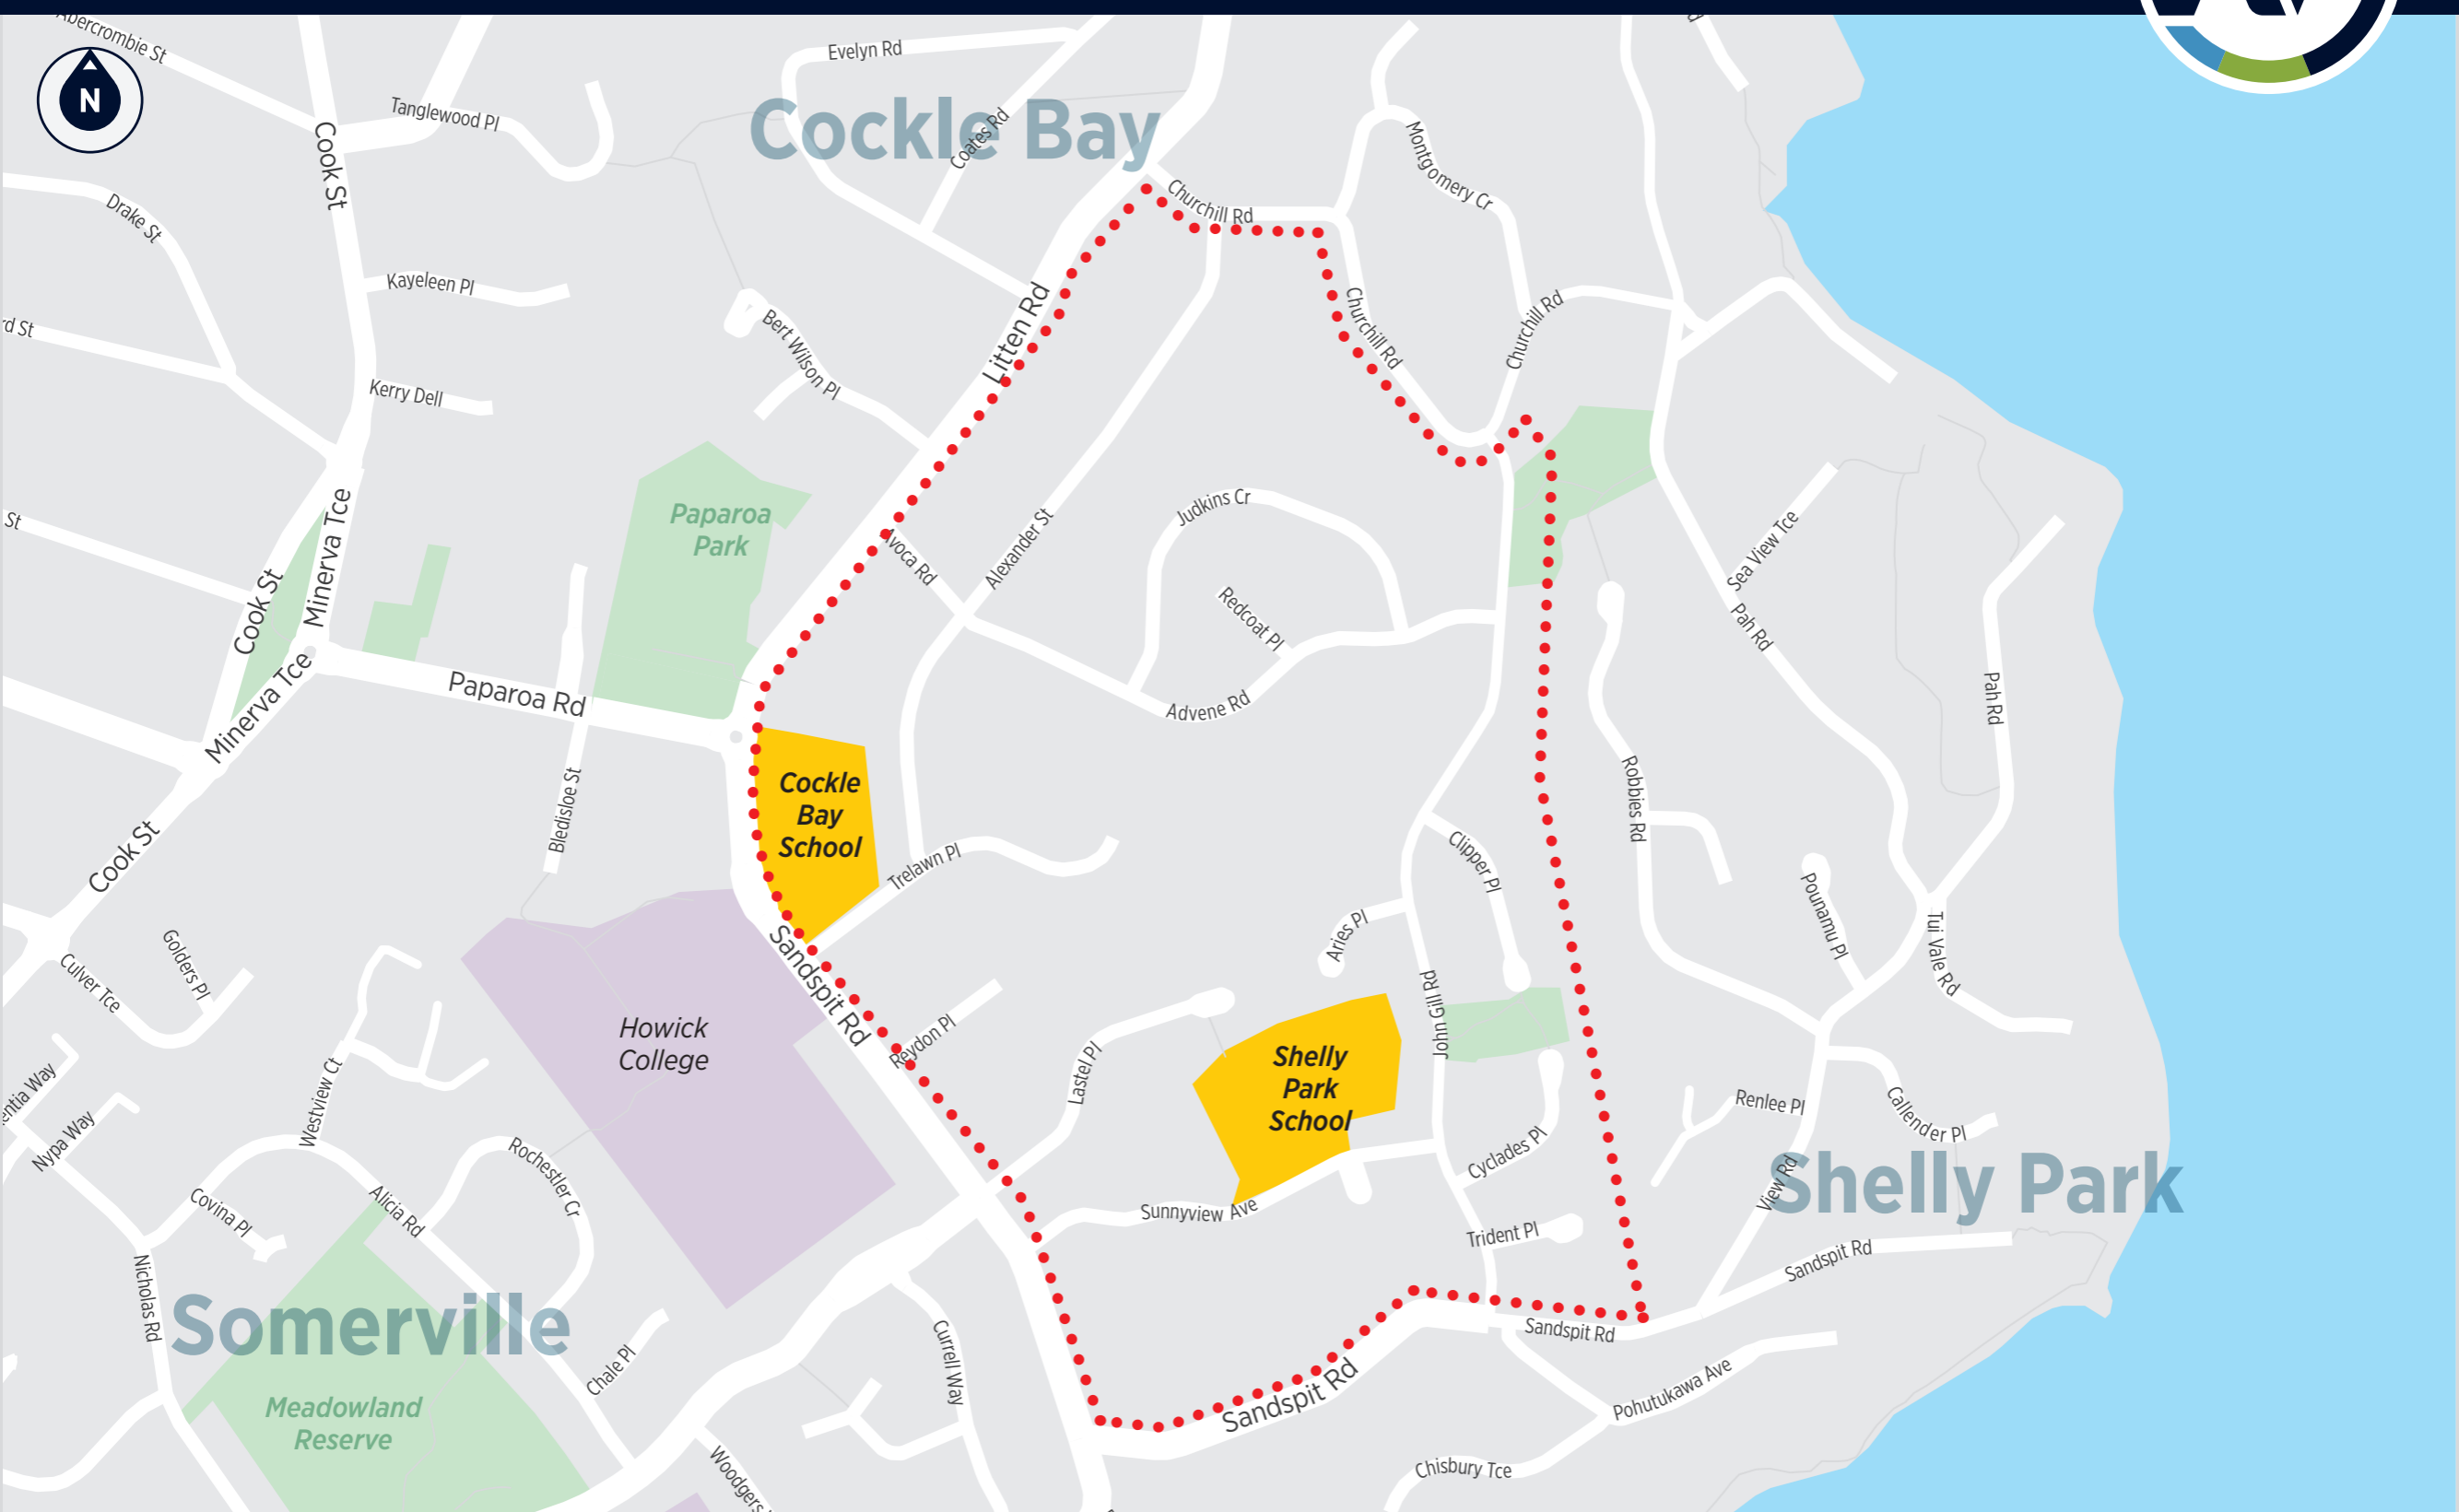 Abercrombie St
Evelyn Rd
N
Cook St
Tanglewood Pl
Cockle Bay
Coates Rd
Montgomery Cr
Churchill Rd
Drake St
Kayeleen Pl
rd St
Bert Wilson Pl
Litten Rd
Churchill Rd
Churchill Rd
Kerry Dell
Paparoa
Park
Minerva Tce
St
Cook St
Avoca Rd
Alexander St
Judkins Cr
Redcoat Pl
Sea View Tce
Pah Rd
Minerva Tce
Paparoa Rd
Advene Rd
Pah Rd
Bledisloe St
Cockle
Bay
School
Robbies Rd
Cook St
Trelawn Pl
Clipper Pl
Pounamu Pl
Tui Vale Rd
Aries Pl
Golders Pl
Culver Tce
Sandspit Rd
Howick
College
Reydon Pl
John Gill Rd
Lastel Pl
Shelly
Park
School
entia Way
Westview Ct
Nypa Way
Renlee Pl
Callender Pl
Rochestler Cr
Cyclades Pl
Shelly Park
View Rd
Covina Pl
Alicia Rd
Sunnyview Ave
Trident Pl
Sandspit Rd
Nicholas Rd
Somerville
Chale Pl
Currell Way
Sandspit Rd
Sandspit Rd
Meadowland
Reserve
Pohutukawa Ave
Woodgers
Chisbury Tce